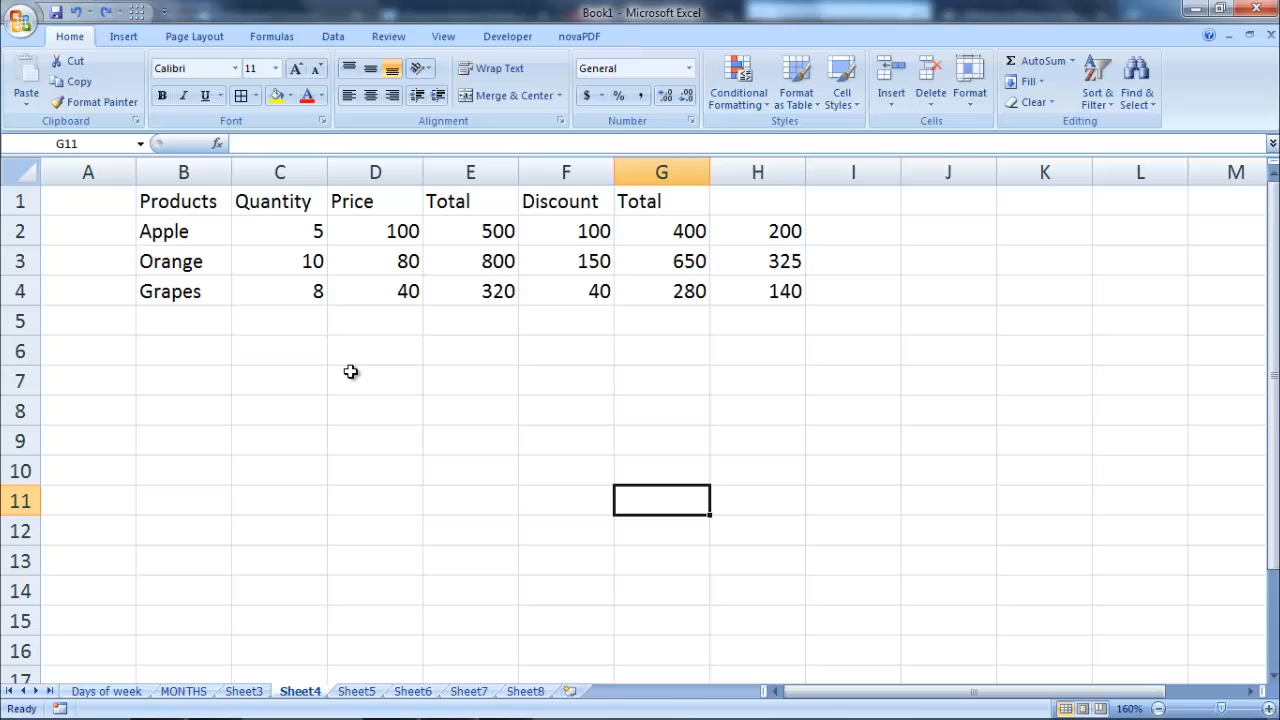 Book1 - Microsoft Excel
Home Insert Page Layout Formulas Data Review View Developer novaPDF
Paste Cut Calibri 11 A A Wrap Text General Conditional Formatting Format as Table Cell Styles Insert Delete Format Σ AutoSum Sort & Filter Find & Select
Copy Fill
Format Painter B I U A Merge & Center $ % , Clear
Clipboard Font Alignment Number Styles Cells Editing
G11 fx
A B C D E F G H I J K L M
1 Products Quantity Price Total Discount Total
2 Apple 5 100 500 100 400 200
3 Orange 10 80 800 150 650 325
4 Grapes 8 40 320 40 280 140
5
6
7
8
9
10
11
12
13
14
15
16
17
Days of week MONTHS Sheet3 Sheet4 Sheet5 Sheet6 Sheet7 Sheet8
Ready 160%